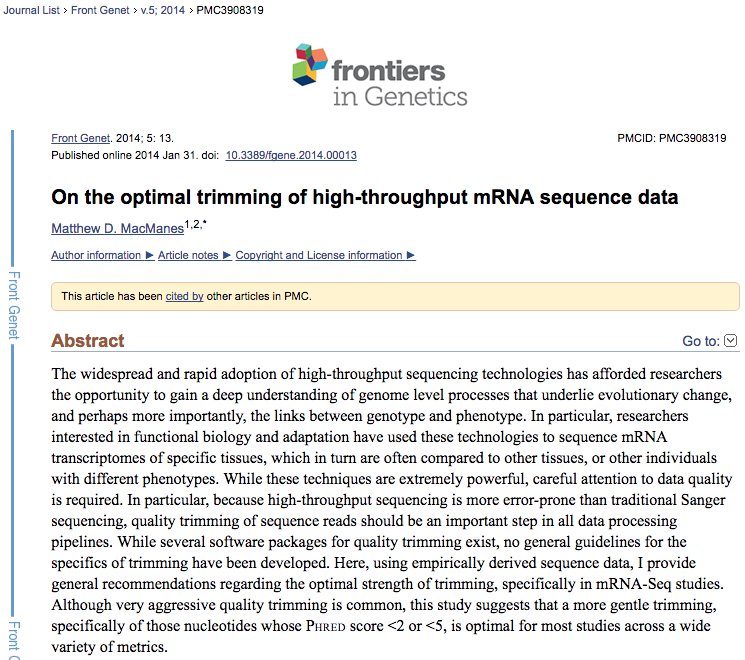 Journal List > Front Genet > v.5; 2014 > PMC3908319
frontiers
in Genetics
Front Genet. 2014; 5: 13.
PMCID: PMC3908319
Published online 2014 Jan 31. doi: 10.3389/fgene.2014.00013
On the optimal trimming of high-throughput mRNA sequence data
Matthew D. MacManes1,2,*
Author information ▶ Article notes ▶ Copyright and License information ▶
This article has been cited by other articles in PMC.
Abstract
Go to:
The widespread and rapid adoption of high-throughput sequencing technologies has afforded researchers
the opportunity to gain a deep understanding of genome level processes that underlie evolutionary change,
and perhaps more importantly, the links between genotype and phenotype. In particular, researchers
interested in functional biology and adaptation have used these technologies to sequence mRNA
transcriptomes of specific tissues, which in turn are often compared to other tissues, or other individuals
with different phenotypes. While these techniques are extremely powerful, careful attention to data quality
is required. In particular, because high-throughput sequencing is more error-prone than traditional Sanger
sequencing, quality trimming of sequence reads should be an important step in all data processing
pipelines. While several software packages for quality trimming exist, no general guidelines for the
specifics of trimming have been developed. Here, using empirically derived sequence data, I provide
general recommendations regarding the optimal strength of trimming, specifically in mRNA-Seq studies.
Although very aggressive quality trimming is common, this study suggests that a more gentle trimming,
specifically of those nucleotides whose PHRED score <2 or <5, is optimal for most studies across a wide
variety of metrics.
Front Genet
Front G